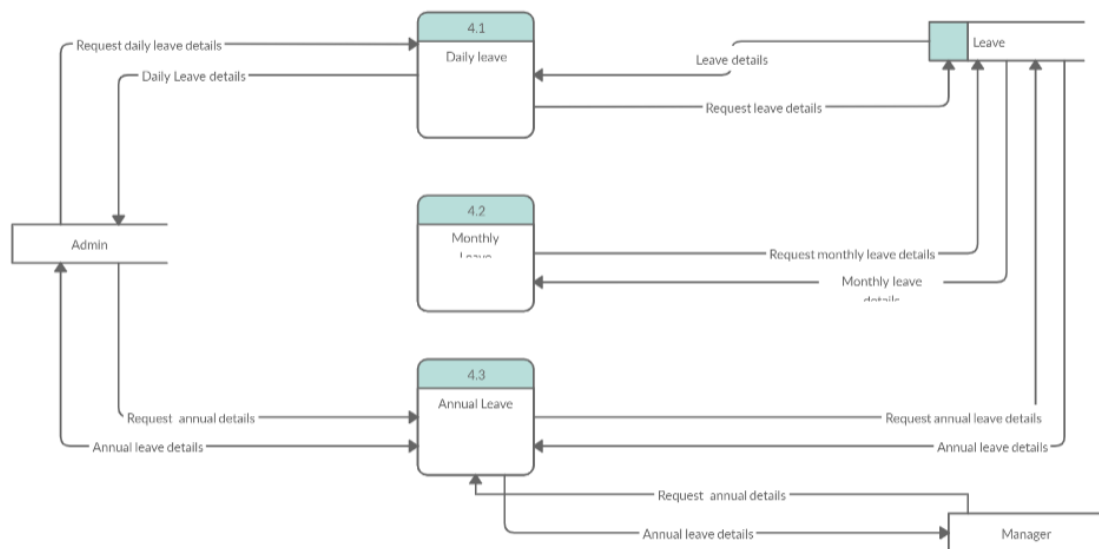 4.1
Request daily leave details
Daily leave
Leave
Leave details
Daily Leave details
Request leave details
4.2
Monthly
Admin
Request monthly leave details
Monthly leave
details
4.3
Annual Leave
Request annual details
Request annual leave details
Annual leave details
Annual leave details
Request annual details
Annual leave details
Manager